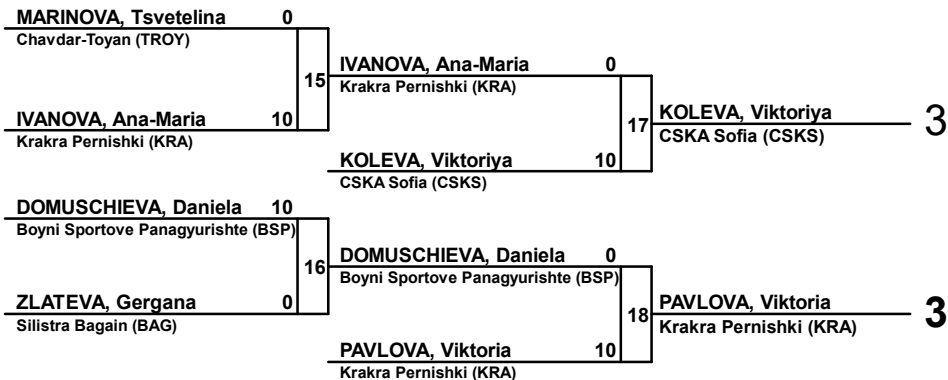 MARINOVA, Tsvetelina 0
Chavdar-Toyan (TROY)
15
IVANOVA, Ana-Maria 10
Krakra Pernishki (KRA)
IVANOVA, Ana-Maria 0
Krakra Pernishki (KRA)
17
KOLEVA, Viktoriya 10
CSKA Sofia (CSKS)
KOLEVA, Viktoriya
CSKA Sofia (CSKS)
3
DOMUSCHIEVA, Daniela 10
Boyni Sportove Panagyurishte (BSP)
16
ZLATEVA, Gergana 0
Silistra Bagain (BAG)
DOMUSCHIEVA, Daniela 0
Boyni Sportove Panagyurishte (BSP)
18
PAVLOVA, Viktoria 10
Krakra Pernishki (KRA)
PAVLOVA, Viktoria
Krakra Pernishki (KRA)
3